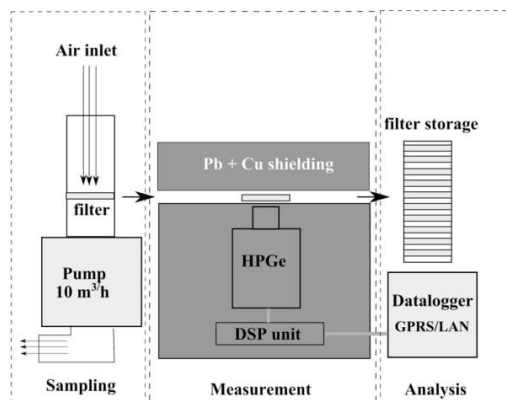 Air inlet
filter
Pump
10 m³/h
Sampling
Pb + Cu shielding
HPGe
DSP unit
Measurement
filter storage
Datalogger
GPRS/LAN
Analysis